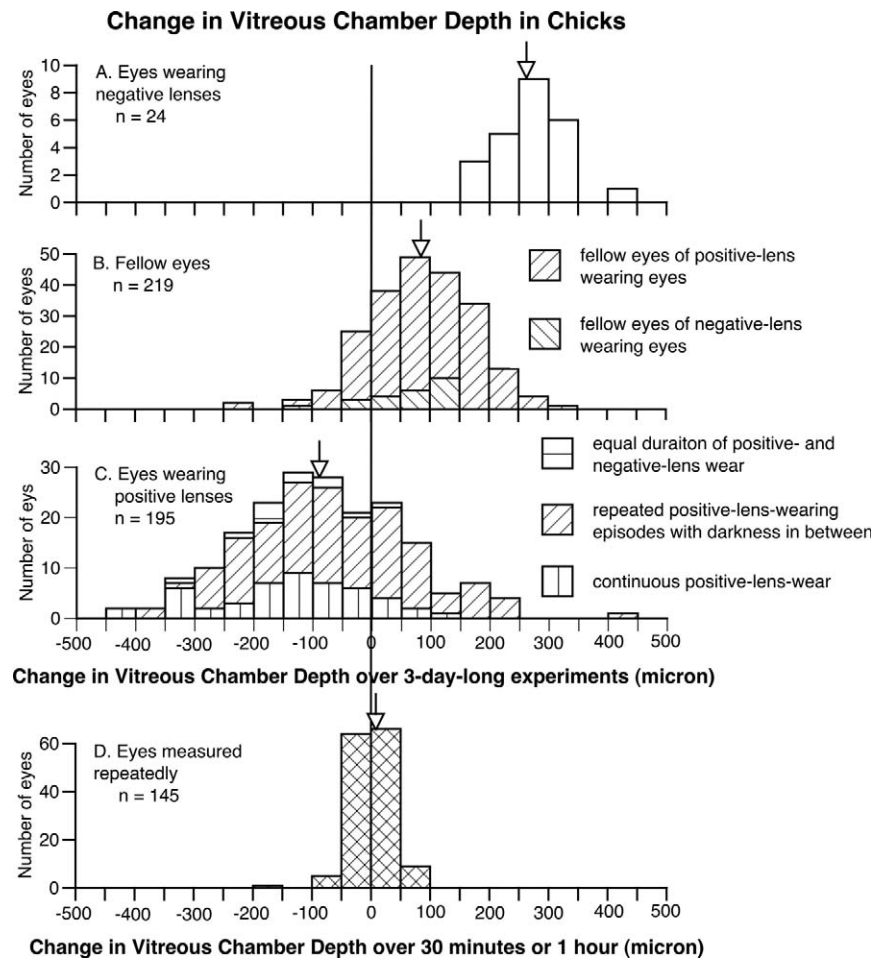 Change in Vitreous Chamber Depth in Chicks
A. Eyes wearing
negative lenses
n = 24
Number of eyes
10
8
6
4
2
0
B. Fellow eyes
n = 219
Number of eyes
50
40
30
20
10
0
fellow eyes of positive-lens
wearing eyes
fellow eyes of negative-lens
wearing eyes
C. Eyes wearing
positive lenses
n = 195
Number of eys
30
20
10
0
equal duraiton of positive- and
negative-lens wear
repeated positive-lens-wearing
episodes with darkness in between
continuous positive-lens-wear
-500 -400 -300 -200 -100 0 100 200 300 400 500
Change in Vitreous Chamber Depth over 3-day-long experiments (micron)
D. Eyes measured
repeatedly
n = 145
Number of eyes
60
40
20
0
-500 -400 -300 -200 -100 0 100 200 300 400 500
Change in Vitreous Chamber Depth over 30 minutes or 1 hour (micron)